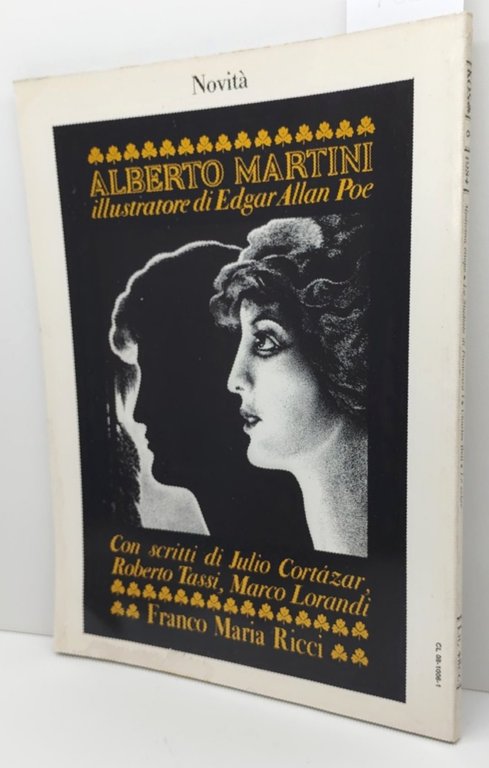 Novità
ALBERTO MARTINI
illustratore di Edgar Allan Poe
Con scritti di Julio Cortázar,
Roberto Tassi, Marco Lorandi
Franco Maria Ricci